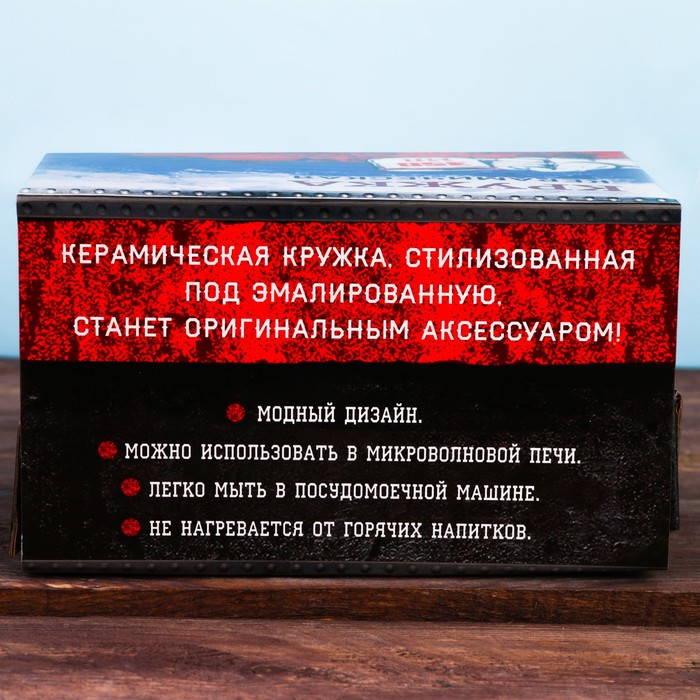 КРУЖКА
КЕРАМИЧЕСКАЯ КРУЖКА, СТИЛИЗОВАННАЯ
ПОД ЭМАЛИРОВАННУЮ,
СТАНЕТ ОРИГИНАЛЬНЫМ АКСЕССУАРОМ!
МОДНЫЙ ДИЗАЙН.
МОЖНО ИСПОЛЬЗОВАТЬ В МИКРОВОЛНОВОЙ ПЕЧИ.
ЛЕГКО МЫТЬ В ПОСУДОМОЕЧНОЙ МАШИНЕ.
НЕ НАГРЕВАЕТСЯ ОТ ГОРЯЧИХ НАПИТКОВ.